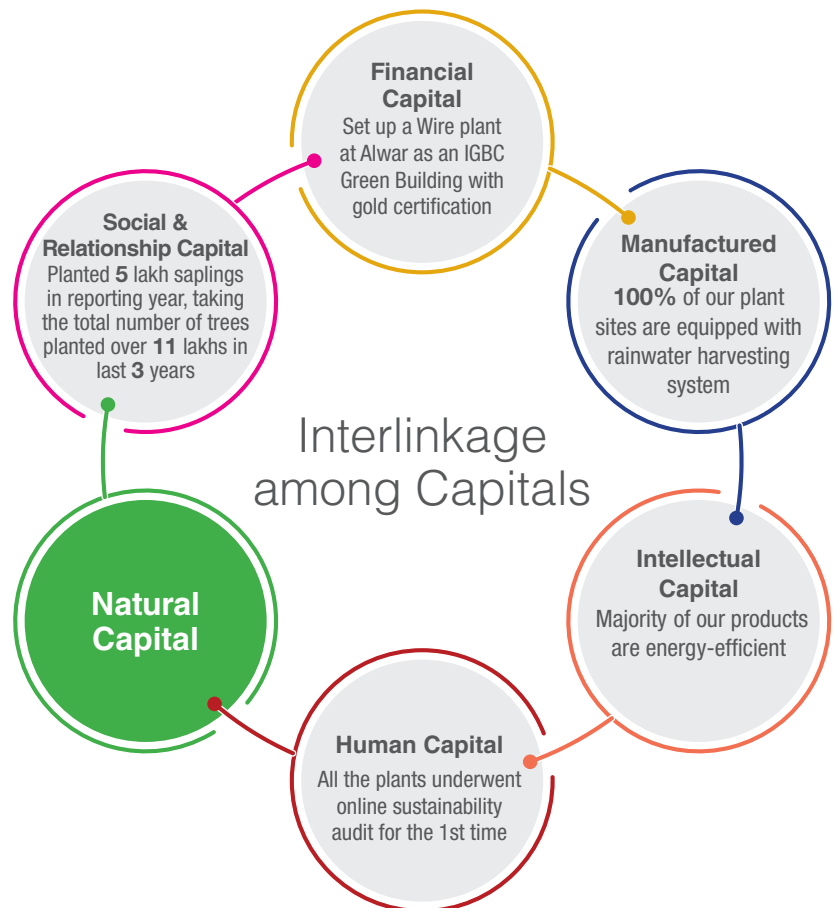 Financial
Capital
Set up a Wire plant
at Alwar as an IGBC
Green Building with
gold certification
Social &
Relationship Capital
Planted 5 lakh saplings
in reporting year, taking
the total number of trees
planted over 11 lakhs in
last 3 years
Manufactured
Capital
100% of our plant
sites are equipped with
rainwater harvesting
system
Interlinkage
among Capitals
Natural
Capital
Intellectual
Capital
Majority of our products
are energy-efficient
Human Capital
All the plants underwent
online sustainability
audit for the 1st time